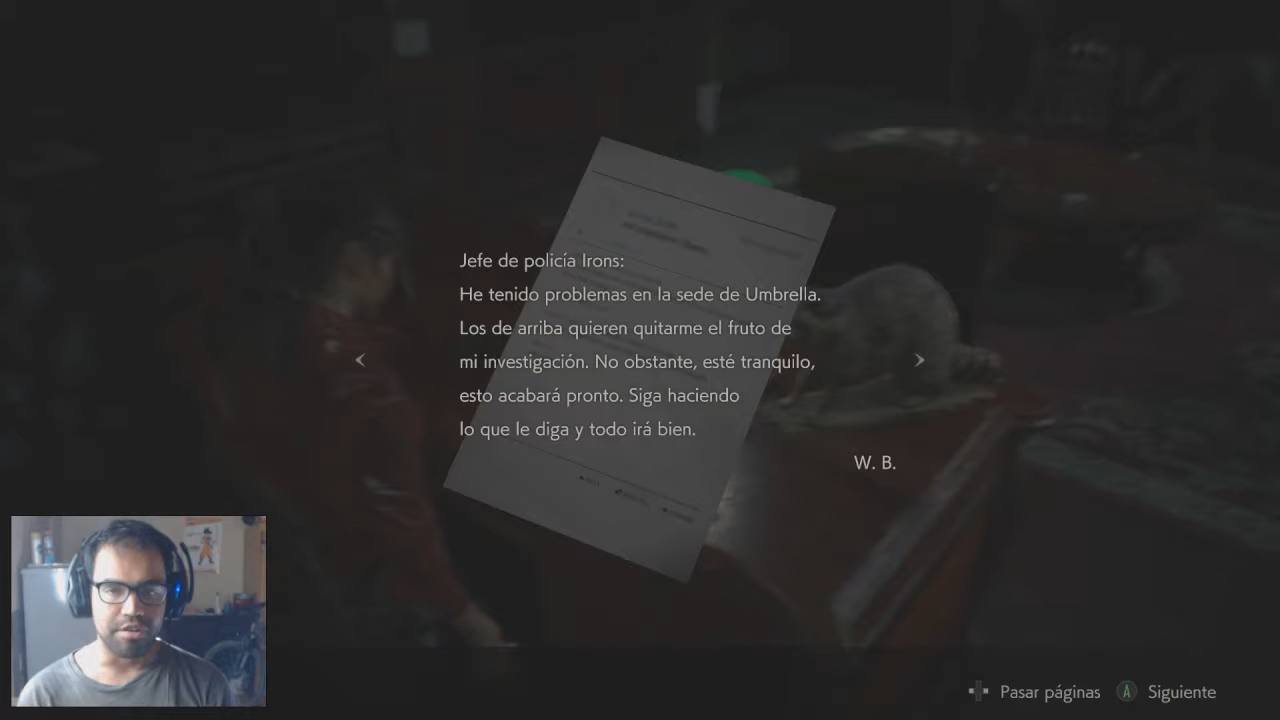 Jefe de policía Irons:
He tenido problemas en la sede de Umbrella.
Los de arriba quieren quitarme el fruto de
mi investigación. No obstante, esté tranquilo,
esto acabará pronto. Siga haciendo
lo que le diga y todo irá bien.
W. B.
Pasar páginas A Siguiente